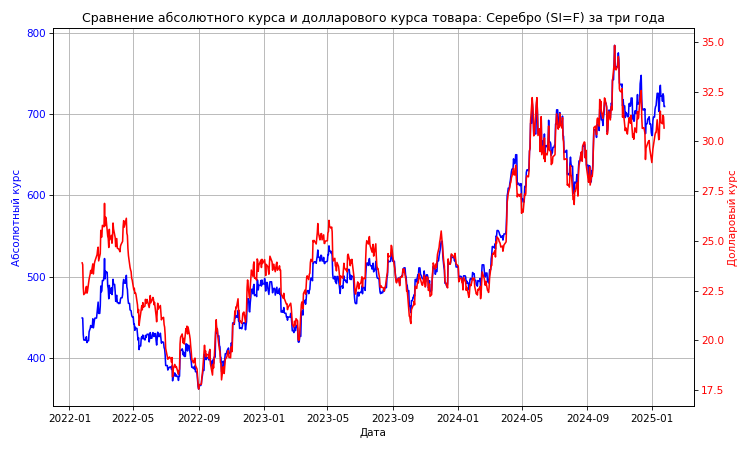 Сравнение абсолютного курса и долларового курса товара: Серебро (SI=F) за три года
800
700
600
500
400
Абсолютный курс
35.0
32.5
30.0
27.5
25.0
22.5
20.0
17.5
Долларовый курс
2022-01 2022-05 2022-09 2023-01 2023-05 2023-09 2024-01 2024-05 2024-09 2025-01
Дата